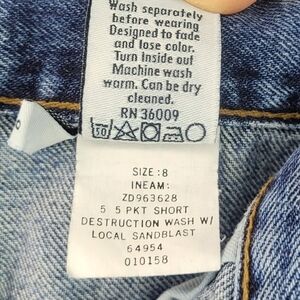 Wash separately
before wearing
Designed to fade
and lose color.
Turn Inside out
Machine wash
warm. Can be dry
cleaned.
RN 36009
50
SIZE: 8
INEAM:
ZD963628
5 5 PKT SHORT
DESTRUCTION WASH W/
LOCAL SANDBLAST
64954
010158